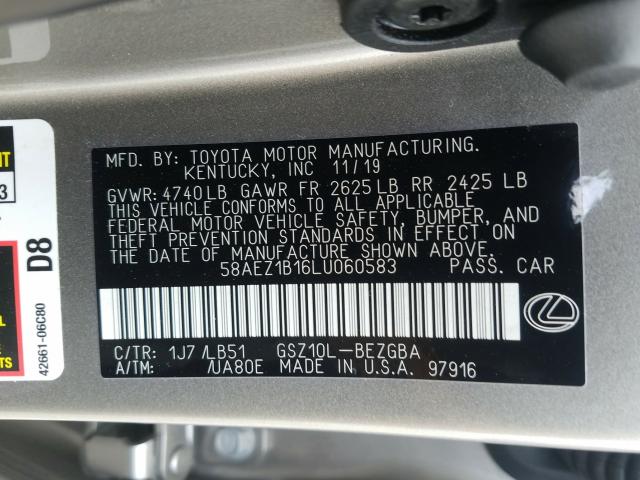 MFD. BY: TOYOTA MOTOR MANUFACTURING.
KENTUCKY, INC 11/19
GVWR: 4740LB GAWR FR 2625LB RR 2425 LB
THIS VEHICLE CONFORMS TO ALL APPLICABLE
FEDERAL MOTOR VEHICLE SAFETY, BUMPER, AND
THEFT PREVENTION STANDARDS IN EFFECT ON
THE DATE OF MANUFACTURE SHOWN ABOVE.
58AEZ1B16LU060583 PASS. CAR
C/TR: 1J7 /LB51 GSZ10L-BEZGBA
A/TM: /UA80E MADE IN U.S.A. 97916
D8
42661-06C80